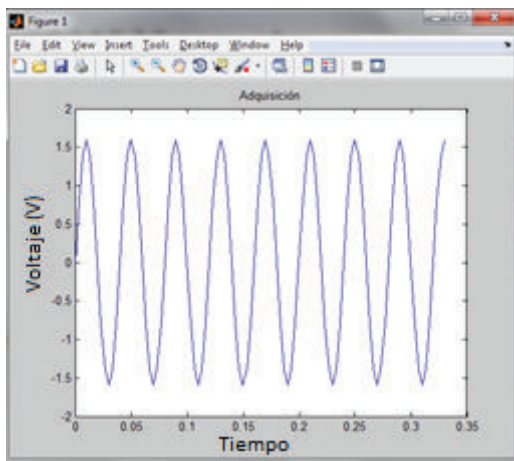 Figure 1
File Edit View Insert Tools Desktop Window Help
Adquisición
Voltaje (V)
2
1.5
1
0.5
0
-0.5
-1
-1.5
-2
0 0.05 0.1 0.15 0.2 0.25 0.3 0.35
Tiempo